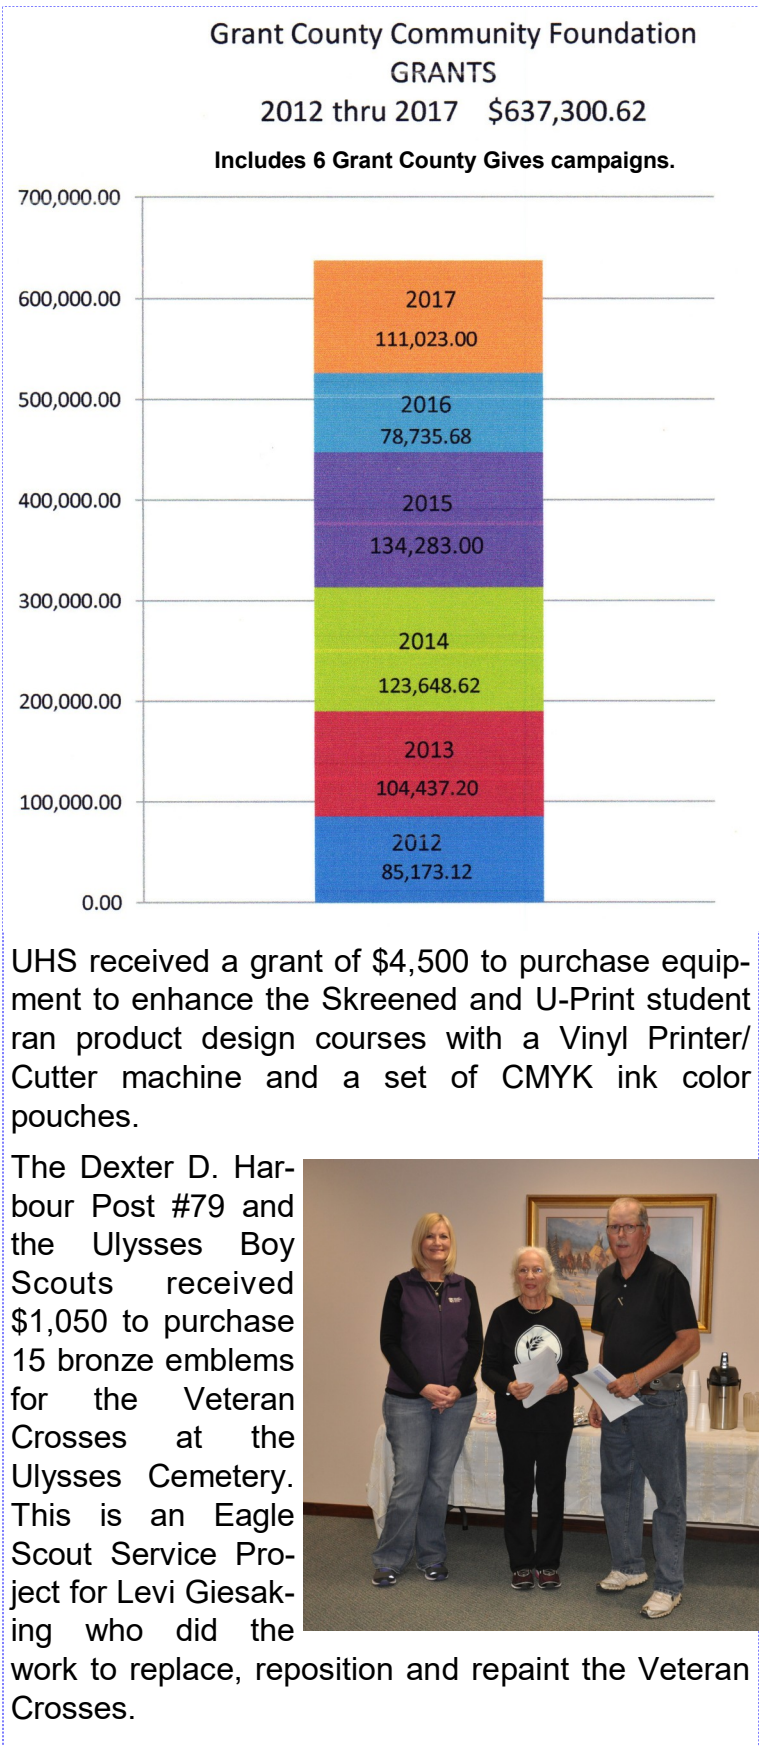 Grant County Community Foundation
GRANTS
2012 thru 2017 $637,300.62
Includes 6 Grant County Gives campaigns.
700,000.00
600,000.00
500,000.00
400,000.00
300,000.00
200,000.00
100,000.00
0.00
2017
111,023.00
2016
78,735.68
2015
134,283.00
2014
123,648.62
2013
104,437.20
2012
85,173.12
UHS received a grant of $4,500 to purchase equip-
ment to enhance the Skreened and U-Print student
ran product design courses with a Vinyl Printer/
Cutter machine and a set of CMYK ink color
pouches.
The Dexter D. Har-
bour Post #79 and
the Ulysses Boy
Scouts received
$1,050 to purchase
15 bronze emblems
for the Veteran
Crosses at the
Ulysses Cemetery.
This is an Eagle
Scout Service Pro-
ject for Levi Giesak-
ing who did the
work to replace, reposition and repaint the Veteran
Crosses.